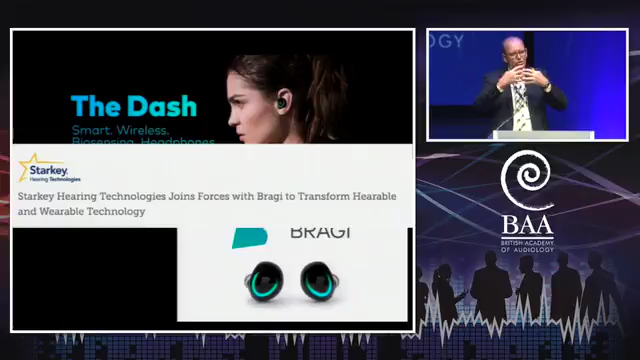 The Dash
Smart. Wireless.
Biosensing. Headphones
Starkey
Hearing Technologies
Starkey Hearing Technologies Joins Forces with Bragi to Transform Hearable
and Wearable Technology
BRAGI
OLOGY
BAA
BRITISH ACADEMY
OF AUDIOLOGY